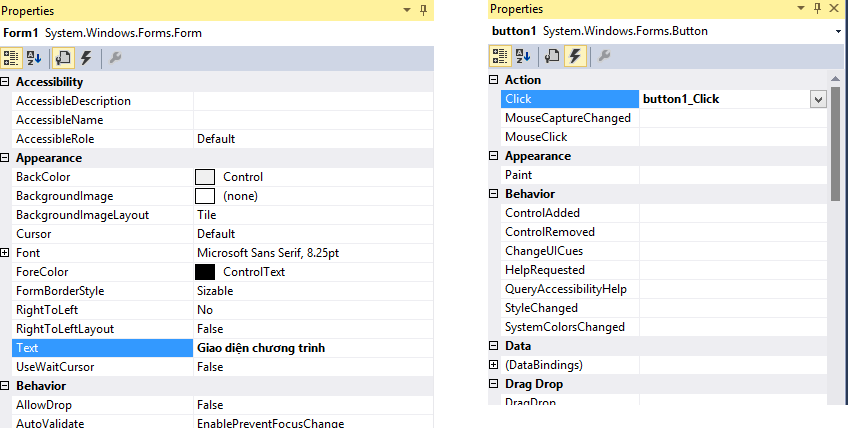 Properties
Form1 System.Windows.Forms.Form
Accessibility
AccessibleDescription
AccessibleName
AccessibleRole Default
Appearance
BackColor Control
BackgroundImage (none)
BackgroundImageLayout Tile
Cursor Default
Font Microsoft Sans Serif, 8.25pt
ForeColor ControlText
FormBorderStyle Sizable
RightToLeft No
RightToLeftLayout False
Text Giao diện chương trình
UseWaitCursor False
Behavior
AllowDrop False
AutoValidate EnablePreventFocusChange
Properties
button1 System.Windows.Forms.Button
Action
Click button1_Click
MouseCaptureChanged
MouseClick
Appearance
Paint
Behavior
ControlAdded
ControlRemoved
ChangeUICues
HelpRequested
QueryAccessibilityHelp
StyleChanged
SystemColorsChanged
Data
(DataBindings)
Drag Drop
DragDrop